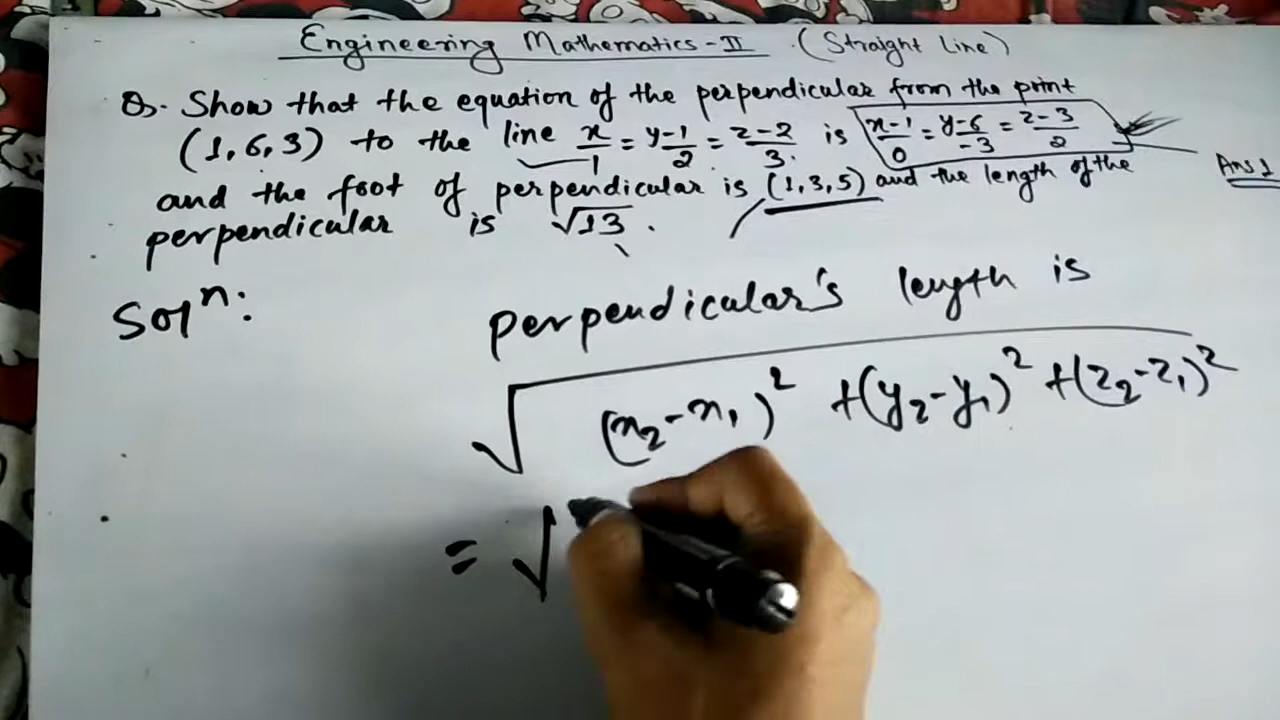 Engineering Mathematics-II (Straight Line)
Q. Show that the equation of the perpendicular from the point
(1,6,3) to the line x/1 = y-1/2 = z-2/3. is x-1/0 = y-6/-3 = z-3/2
Ans 1
and the foot of perpendicular is (1,3,5) and the length of the
perpendicular is √13.
Solⁿ:
perpendicular's length is
√(x₂-x₁)² +(y₂-y₁)² +(z₂-z₁)²
= √